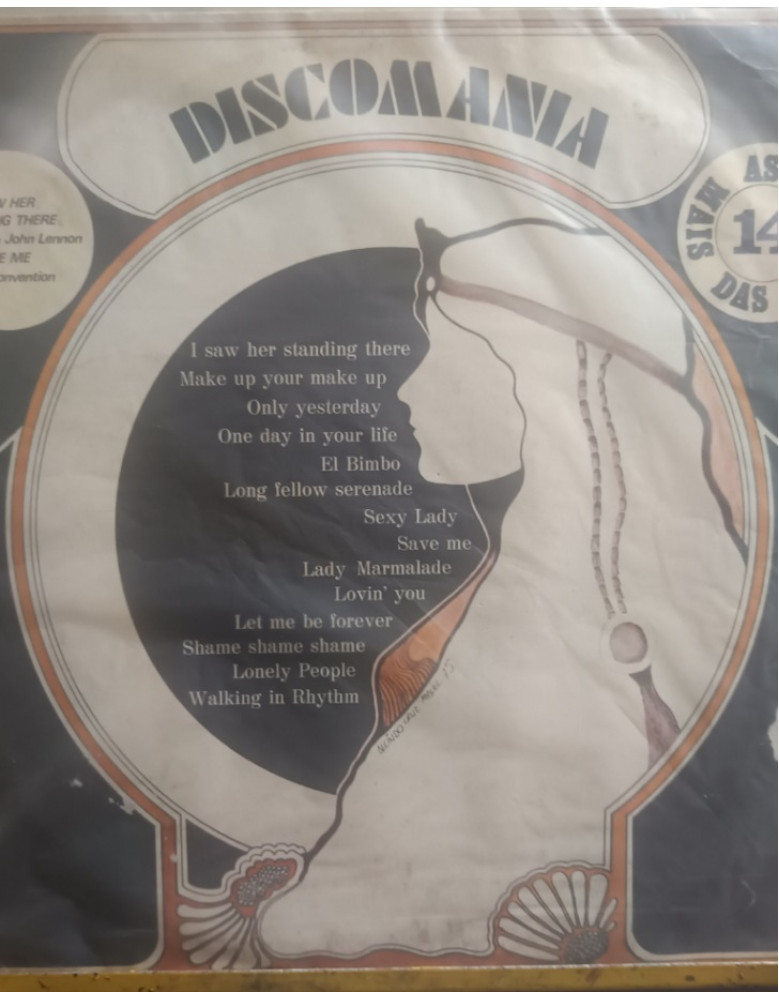 DISCOMANIA
HER
G THERE
John Lennon
E ME
onvention
AS
14
MAIS
DAS
I saw her standing there
Make up your make up
Only yesterday
One day in your life
El Bimbo
Long fellow serenade
Sexy Lady
Save me
Lady Marmalade
Lovin' you
Let me be forever
Shame shame shame
Lonely People
Walking in Rhythm